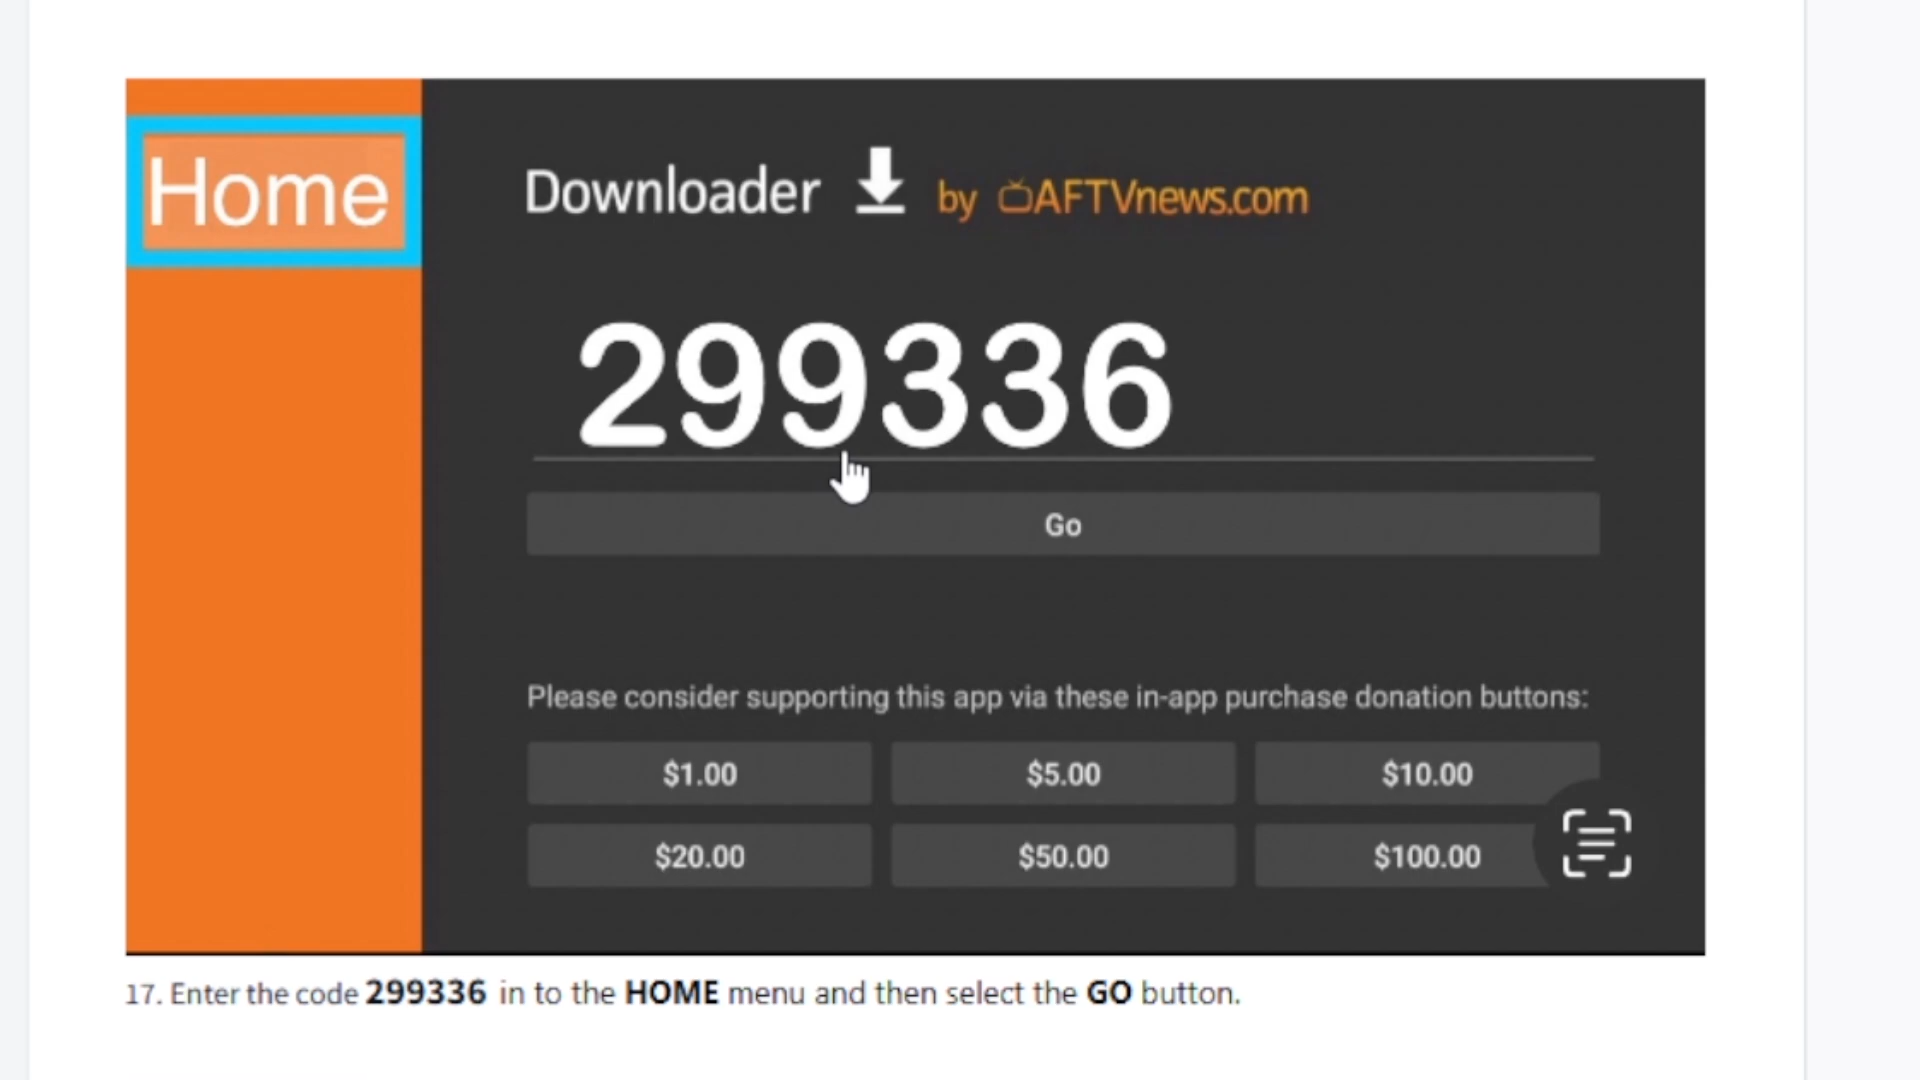 Home
Downloader by AFTVnews.com
299336
Go
Please consider supporting this app via these in-app purchase donation buttons:
$1.00 $5.00 $10.00
$20.00 $50.00 $100.00
17. Enter the code 299336 in to the HOME menu and then select the GO button.